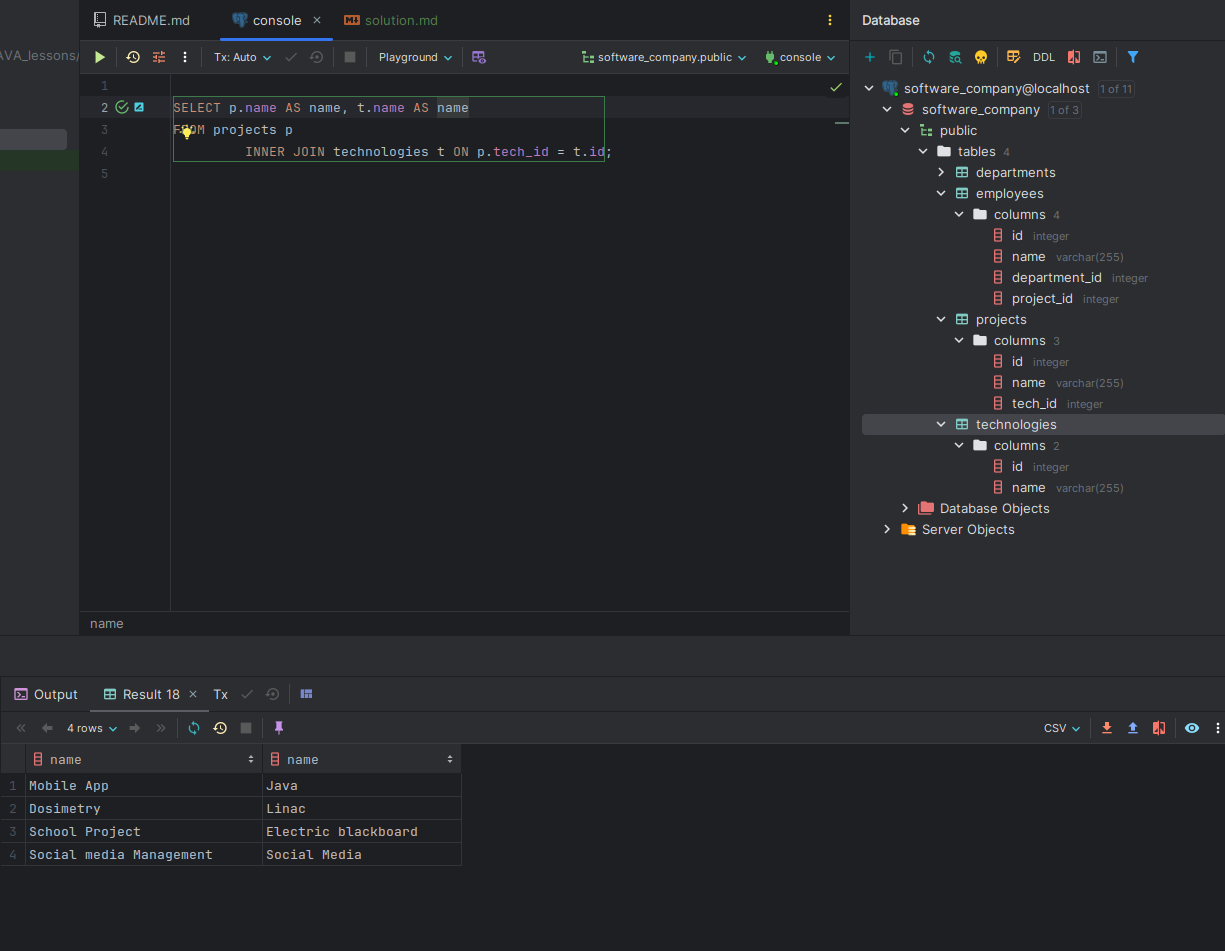 README.md
console
solution.md
Database
AVA_lessons/
Tx: Auto
Playground
software_company.public
console
DDL
1
2 SELECT p.name AS name, t.name AS name
3 FROM projects p
4 INNER JOIN technologies t ON p.tech_id = t.id;
5
software_company@localhost 1 of 11
software_company 1 of 3
public
tables 4
departments
employees
columns 4
id integer
name varchar(255)
department_id integer
project_id integer
projects
columns 3
id integer
name varchar(255)
tech_id integer
technologies
columns 2
id integer
name varchar(255)
Database Objects
Server Objects
name
Output
Result 18
Tx
4 rows
CSV
name name
1 Mobile App Java
2 Dosimetry Linac
3 School Project Electric blackboard
4 Social media Management Social Media